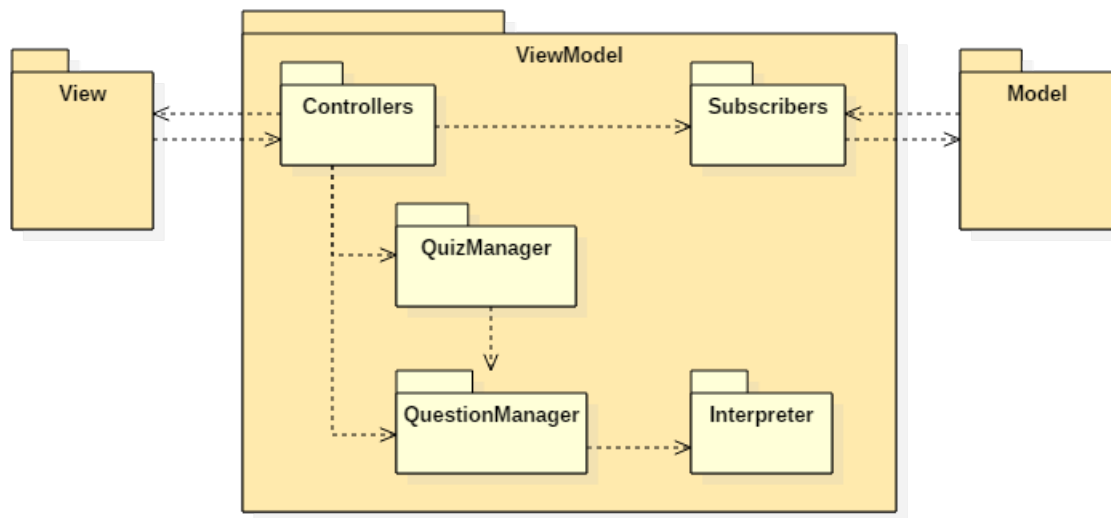 ViewModel
View
Controllers
Subscribers
Model
QuizManager
QuestionManager
Interpreter